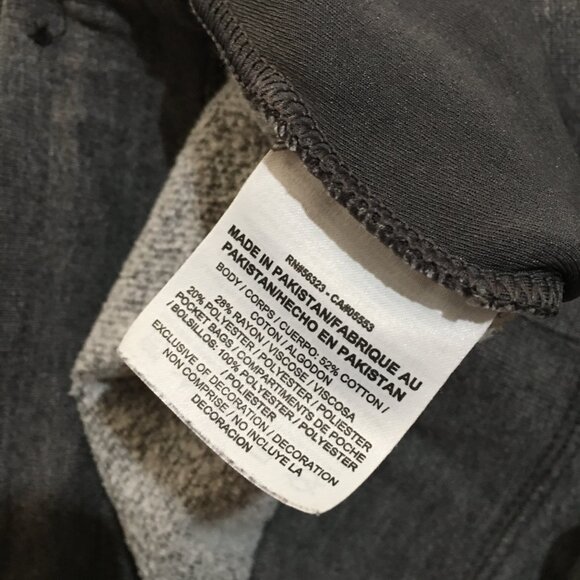 RN#56323 - CA#05553
MADE IN PAKISTAN/FABRIQUE AU
PAKISTAN/HECHO EN PAKISTAN
BODY / CORPS / CUERPO: 52% COTTON /
COTON / ALGODON
28% RAYON / VISCOSE / VISCOSA
20% POLYESTER / POLYESTER / POLIESTER
POCKET BAGS / COMPARTIMENTS DE POCHE
/ BOLSILLOS: 100% POLYESTER / POLYESTER
/ POLIESTER
EXCLUSIVE OF DECORATION / DECORATION
NON COMPRISE / NO INCLUYE LA
DECORACION